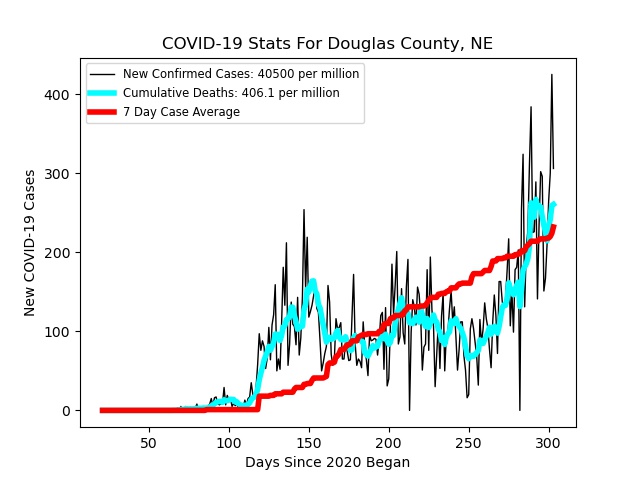 COVID-19 Stats For Douglas County, NE
New Confirmed Cases: 40500 per million
Cumulative Deaths: 406.1 per million
7 Day Case Average
400
300
200
100
0
New COVID-19 Cases
50 100 150 200 250 300
Days Since 2020 Began